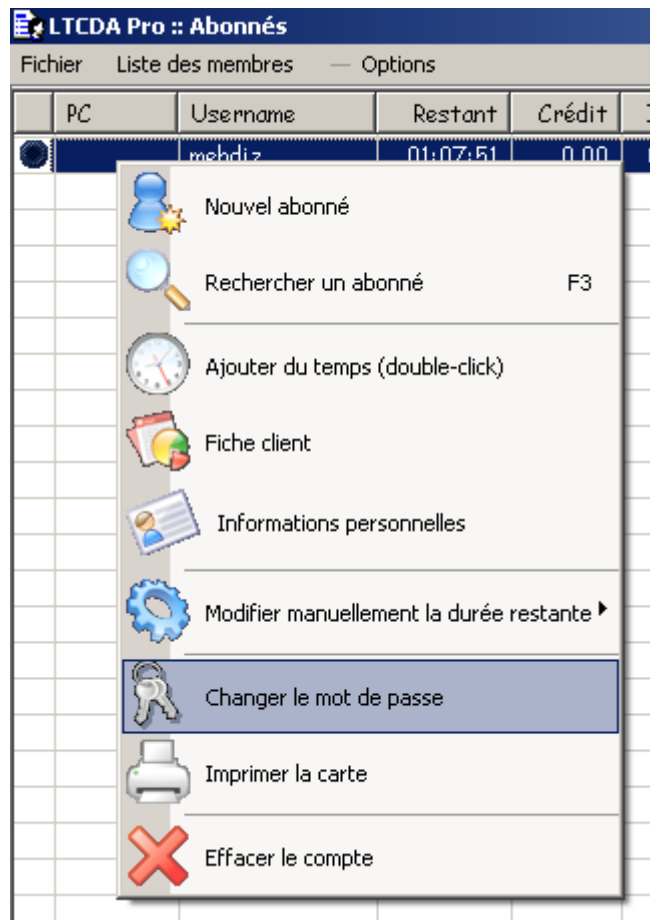 LTCDA Pro :: Abonnés
Fichier Liste des membres — Options
PC Username Restant Crédit
mehdiz 01:07:51 0.00
Nouvel abonné
Rechercher un abonné F3
Ajouter du temps (double-click)
Fiche client
Informations personnelles
Modifier manuellement la durée restante
Changer le mot de passe
Imprimer la carte
Effacer le compte